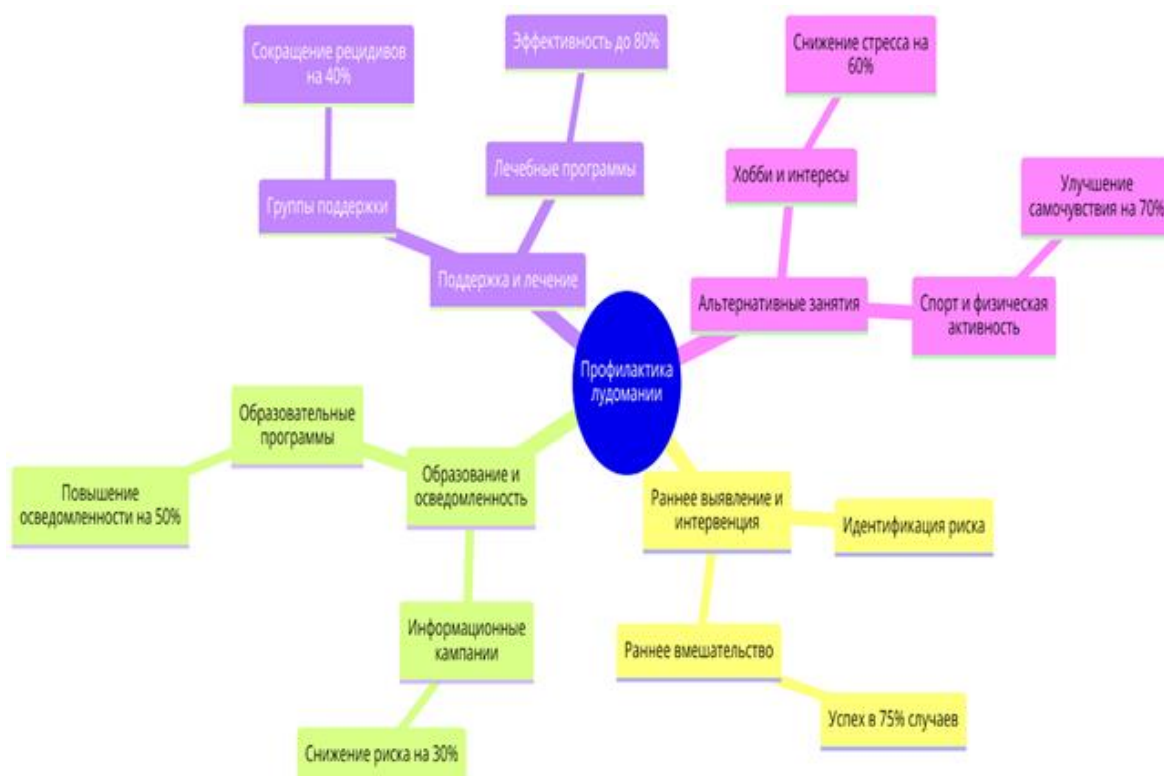 Сокращение рецидивов
на 40%
Эффективность до 80%
Снижение стресса на
60%
Группы поддержки
Лечебные программы
Хобби и интересы
Улучшение
самочувствия на 70%
Поддержка и лечение
Альтернативные занятия
Спорт и физическая
активность
Профилактика
лудомании
Образовательные
программы
Повышение
осведомленности на 50%
Образование и
осведомленность
Раннее выявление и
интервенция
Идентификация риска
Информационные
кампании
Раннее вмешательство
Снижение риска на 30%
Успех в 75% случаев